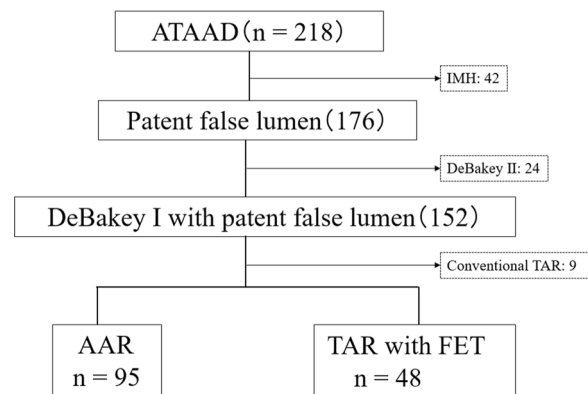 ATAAD（n = 218）
IMH: 42
Patent false lumen（176）
DeBakey II: 24
DeBakey I with patent false lumen（152）
Conventional TAR: 9
AAR
n = 95
TAR with FET
n = 48